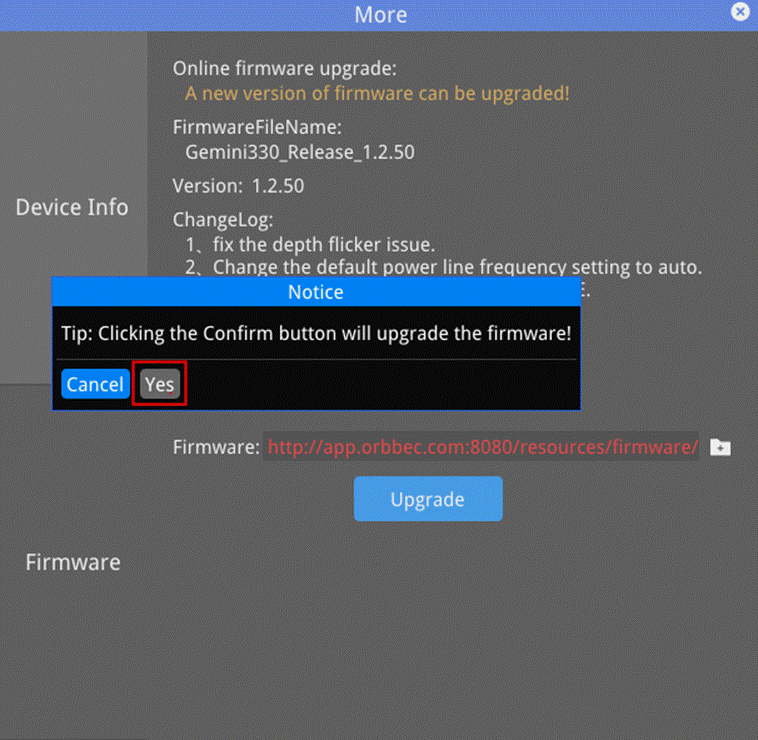 More
Online firmware upgrade:
A new version of firmware can be upgraded!
FirmwareFileName:
Gemini330_Release_1.2.50
Version: 1.2.50
Device Info
ChangeLog:
1、fix the depth flicker issue.
2、Change the default power line frequency setting to auto.
Notice
Tip: Clicking the Confirm button will upgrade the firmware!
Cancel Yes
Firmware: http://app.orbbec.com:8080/resources/firmware/
Upgrade
Firmware